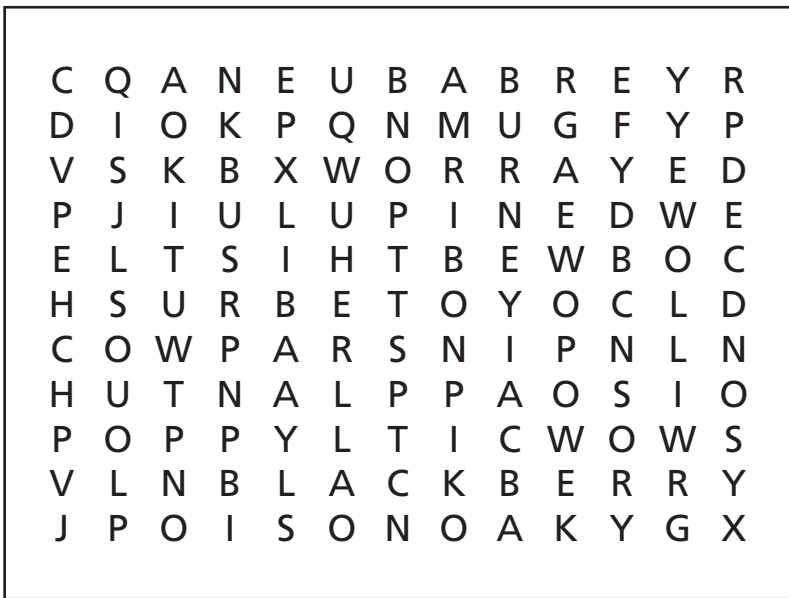 C Q A N E U B A B R E Y R
D I O K P Q N M U G F Y P
V S K B X W O R R A Y E D
P J I U L U P I N E D W E
E L T S I H T B E W B O C
H S U R B E T O Y O C L D
C O W P A R S N I P N L N
H U T N A L P P A O S I O
P O P P Y L T I C W O W S
V L N B L A C K B E R R Y
J P O I S O N O A K Y G X